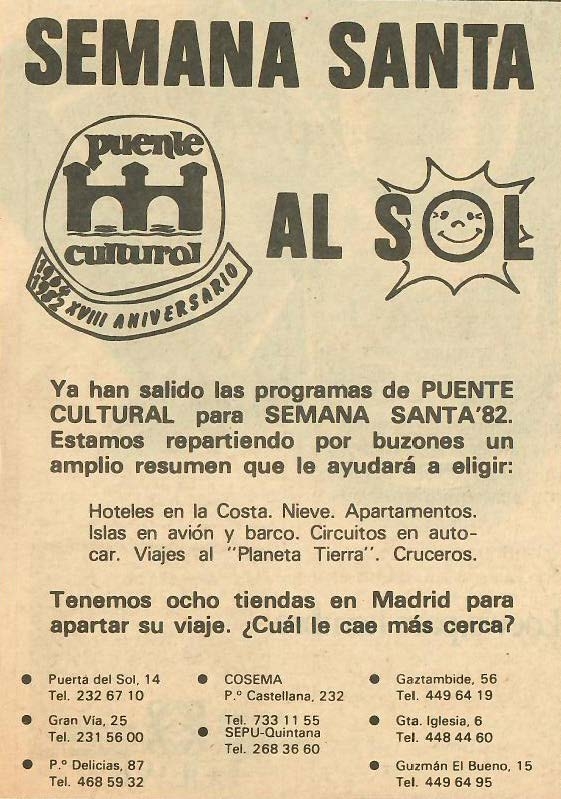 SEMANA SANTA
puente
cultural
1964
1982 XVIII ANIVERSARIO
AL SOL
Ya han salido las programas de PUENTE
CULTURAL para SEMANA SANTA'82.
Estamos repartiendo por buzones un
amplio resumen que le ayudará a eligir:
Hoteles en la Costa. Nieve. Apartamentos.
Islas en avión y barco. Circuitos en auto-
car. Viajes al "Planeta Tierra". Cruceros.
Tenemos ocho tiendas en Madrid para
apartar su viaje. ¿Cuál le cae más cerca?
● Puerta del Sol, 14
Tel. 232 67 10
● Gran Vía, 25
Tel. 231 56 00
● P.º Delicias, 87
Tel. 468 59 32
● COSEMA
P.º Castellana, 232
Tel. 733 11 55
● SEPU-Quintana
Tel. 268 36 60
● Gaztambide, 56
Tel. 449 64 19
● Gta. Iglesia, 6
Tel. 448 44 60
● Guzmán El Bueno, 15
Tel. 449 64 95